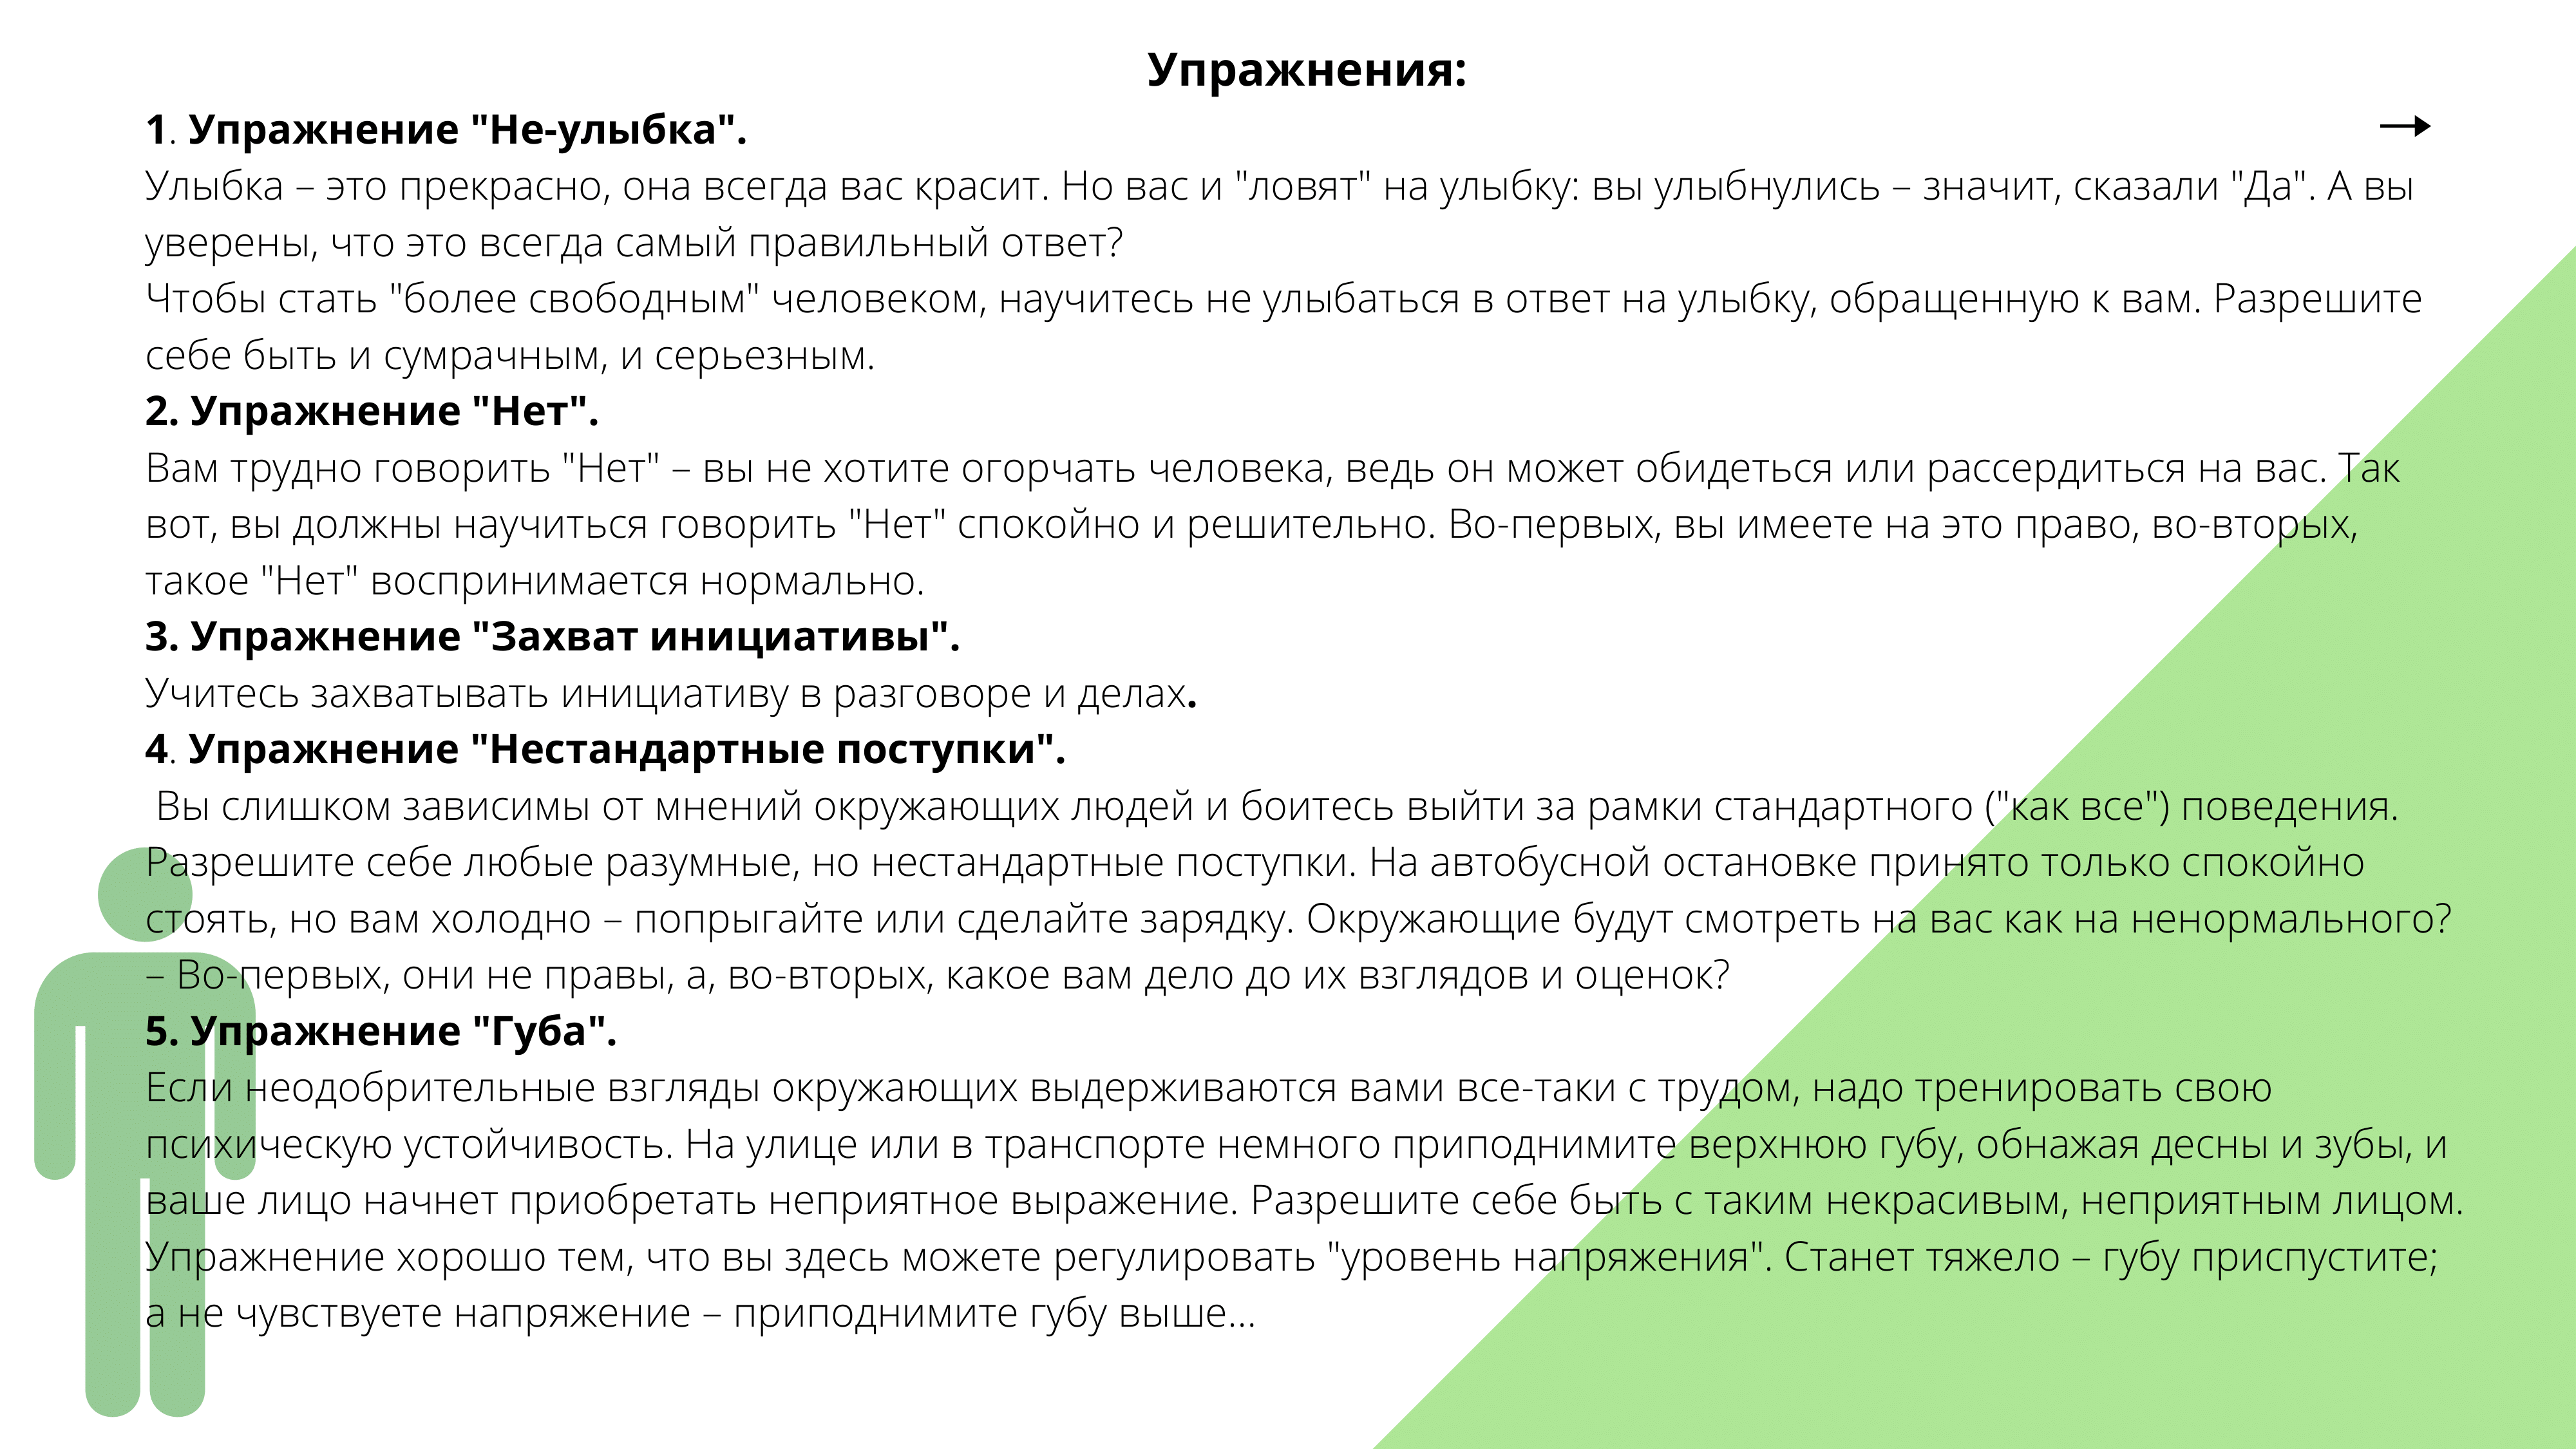 Упражнения:
1. Упражнение "Не-улыбка".
Улыбка – это прекрасно, она всегда вас красит. Но вас и "ловят" на улыбку: вы улыбнулись – значит, сказали "Да". А вы
уверены, что это всегда самый правильный ответ?
Чтобы стать "более свободным" человеком, научитесь не улыбаться в ответ на улыбку, обращенную к вам. Разрешите
себе быть и сумрачным, и серьезным.
2. Упражнение "Нет".
Вам трудно говорить "Нет" – вы не хотите огорчать человека, ведь он может обидеться или рассердиться на вас. Так
вот, вы должны научиться говорить "Нет" спокойно и решительно. Во-первых, вы имеете на это право, во-вторых,
такое "Нет" воспринимается нормально.
3. Упражнение "Захват инициативы".
Учитесь захватывать инициативу в разговоре и делах.
4. Упражнение "Нестандартные поступки".
Вы слишком зависимы от мнений окружающих людей и боитесь выйти за рамки стандартного ("как все") поведения.
Разрешите себе любые разумные, но нестандартные поступки. На автобусной остановке принято только спокойно
стоять, но вам холодно – попрыгайте или сделайте зарядку. Окружающие будут смотреть на вас как на ненормального?
– Во-первых, они не правы, а, во-вторых, какое вам дело до их взглядов и оценок?
5. Упражнение "Губа".
Если неодобрительные взгляды окружающих выдерживаются вами все-таки с трудом, надо тренировать свою
психическую устойчивость. На улице или в транспорте немного приподнимите верхнюю губу, обнажая десны и зубы, и
ваше лицо начнет приобретать неприятное выражение. Разрешите себе быть с таким некрасивым, неприятным лицом.
Упражнение хорошо тем, что вы здесь можете регулировать "уровень напряжения". Станет тяжело – губу приспустите;
а не чувствуете напряжение – приподнимите губу выше...